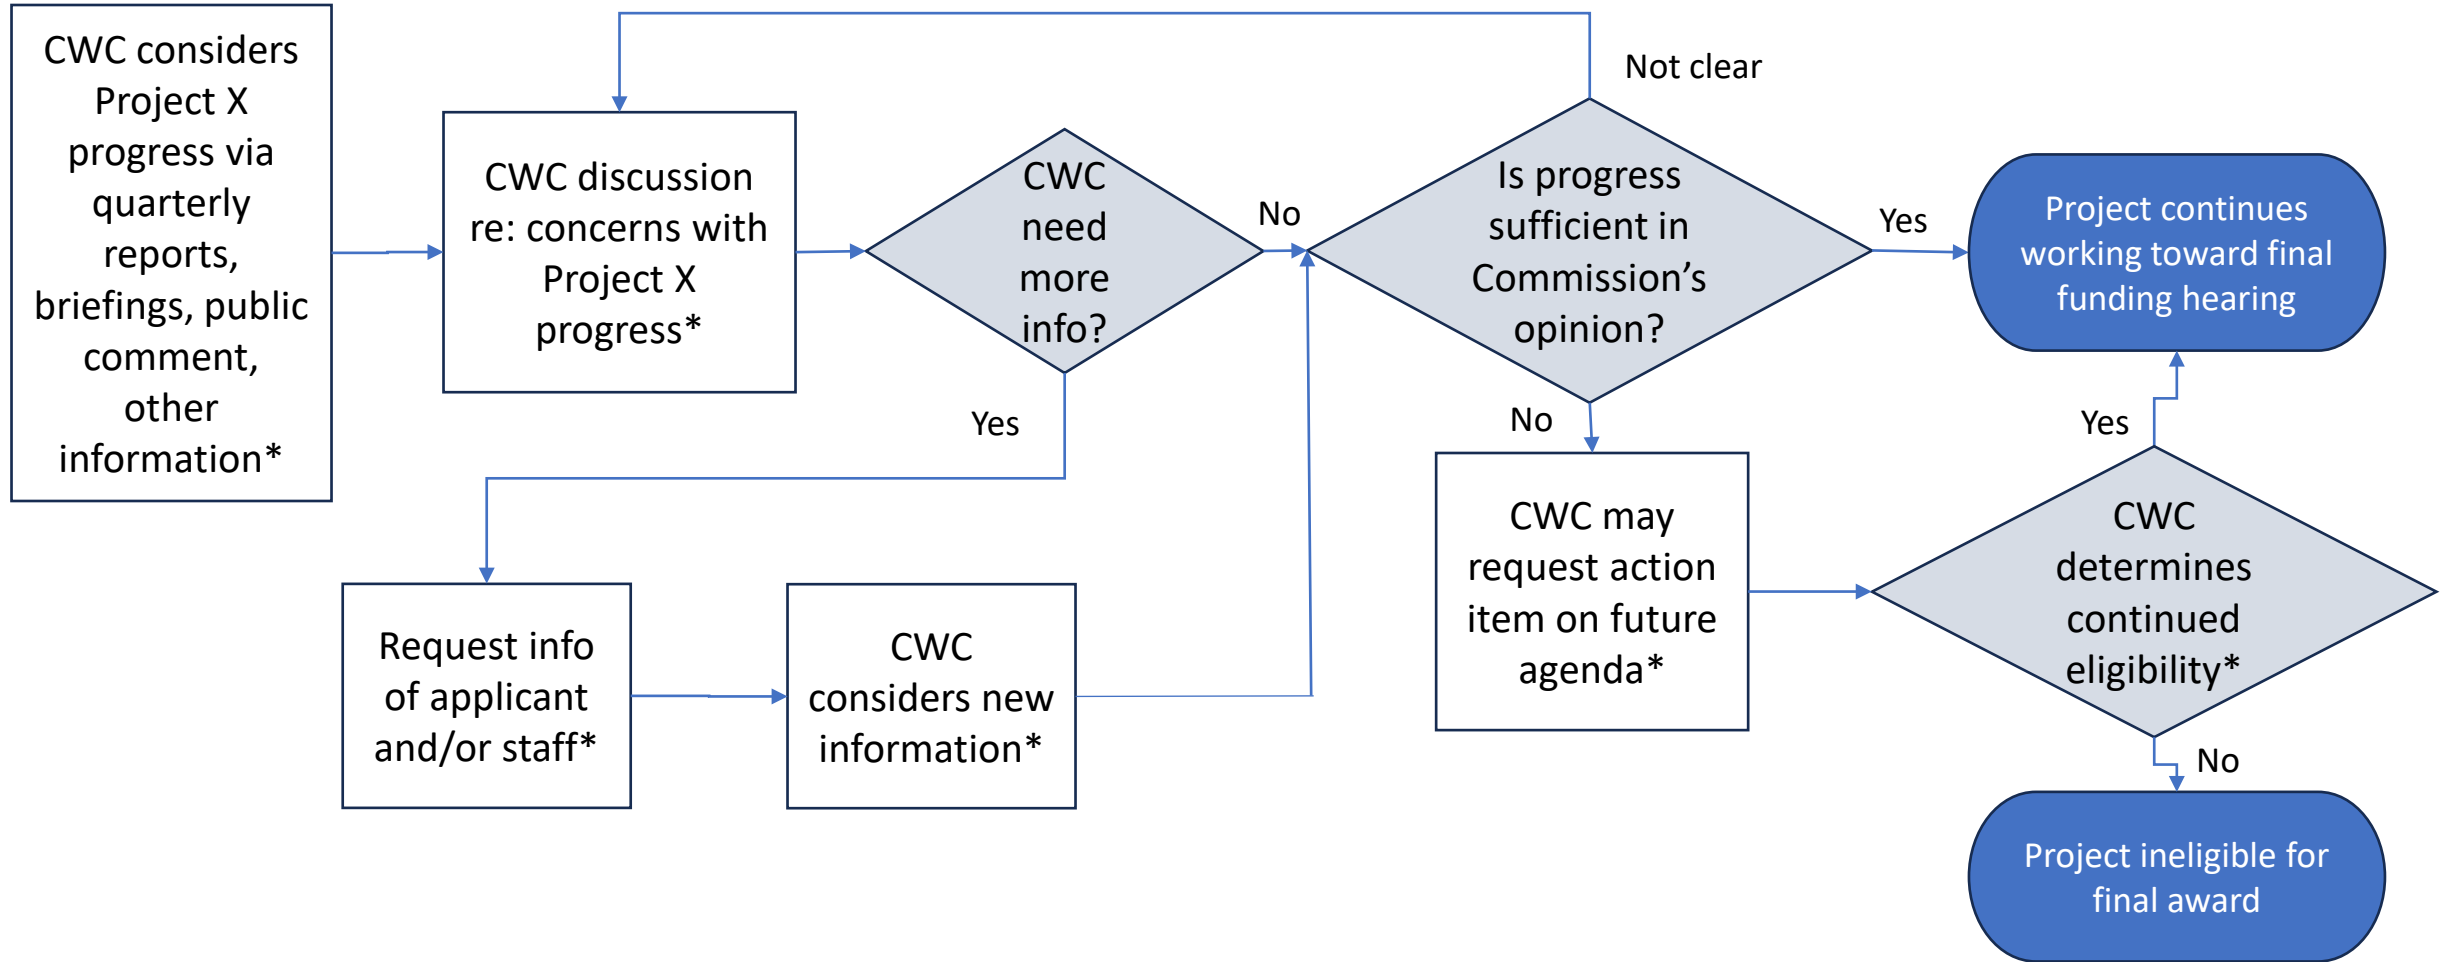 CWC considers
Project X
progress via
quarterly
reports,
briefings, public
comment,
other
information*
CWC discussion
re: concerns with
Project X
progress*
CWC
need
more
info?
No
Yes
Request info
of applicant
and/or staff*
CWC
considers new
information*
Not clear
Is progress
sufficient in
Commission’s
opinion?
Yes
No
Project continues
working toward final
funding hearing
CWC may
request action
item on future
agenda*
Yes
CWC
determines
continued
eligibility*
No
Project ineligible for
final award